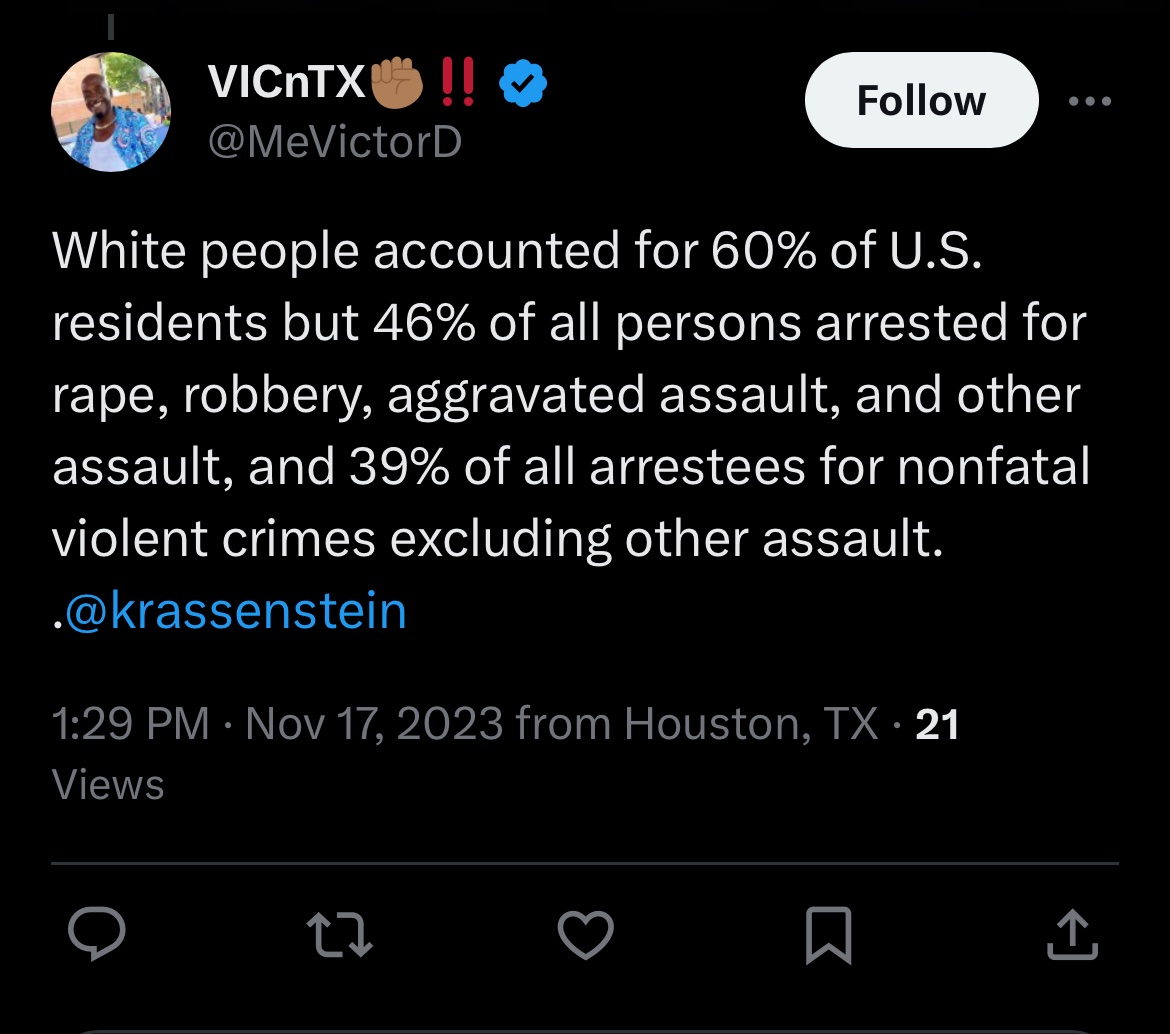 VICnTX✊🏽‼️
@MeVictorD
Follow
White people accounted for 60% of U.S.
residents but 46% of all persons arrested for
rape, robbery, aggravated assault, and other
assault, and 39% of all arrestees for nonfatal
violent crimes excluding other assault.
.@krassenstein
1:29 PM · Nov 17, 2023 from Houston, TX · 21
Views